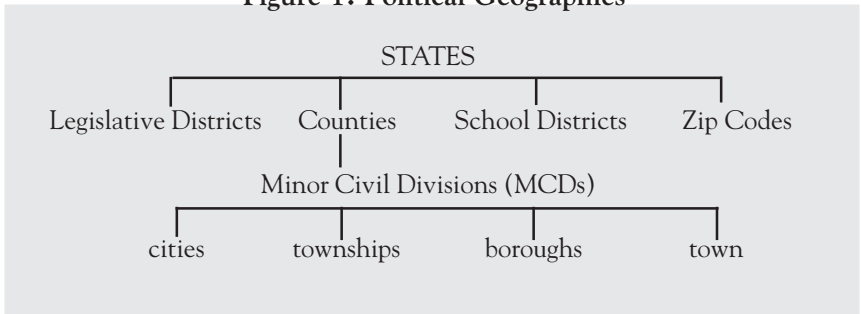 Figure 1: Political Geographies
STATES
Legislative Districts Counties School Districts Zip Codes
Minor Civil Divisions (MCDs)
cities townships boroughs town